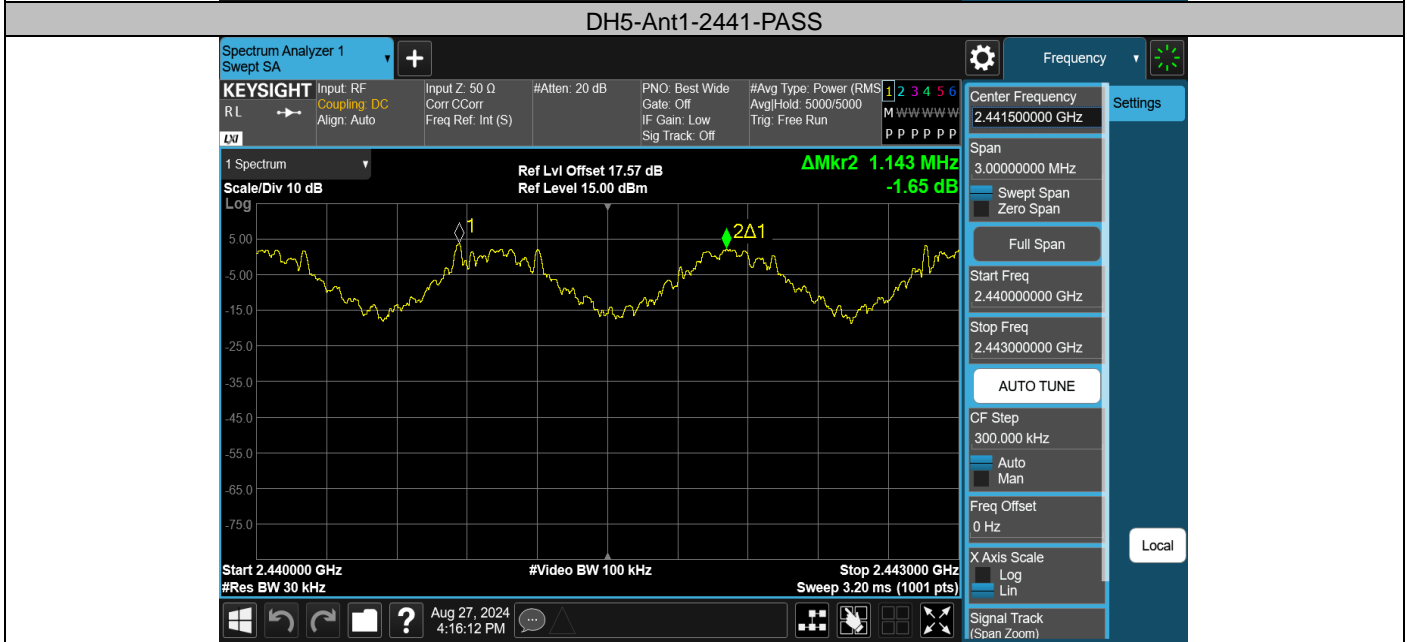 DH5-Ant1-2441-PASS
Spectrum Analyzer 1
Swept SA
Frequency
KEYSIGHT
RL
LXI
Input: RF
Coupling: DC
Align: Auto
Input Z: 50 Ω
Corr CCorr
Freq Ref: Int (S)
#Atten: 20 dB
PNO: Best Wide
Gate: Off
IF Gain: Low
Sig Track: Off
#Avg Type: Power (RMS
Avg|Hold: 5000/5000
Trig: Free Run
1 2 3 4 5 6
M W W W W W
P P P P P P
Center Frequency
2.441500000 GHz
Settings
1 Spectrum
Scale/Div 10 dB
Ref Lvl Offset 17.57 dB
Ref Level 15.00 dBm
ΔMkr2 1.143 MHz
-1.65 dB
Log
5.00
-5.00
-15.0
-25.0
-35.0
-45.0
-55.0
-65.0
-75.0
1
2Δ1
Start 2.440000 GHz
#Res BW 30 kHz
#Video BW 100 kHz
Stop 2.443000 GHz
Sweep 3.20 ms (1001 pts)
Span
3.00000000 MHz
Swept Span
Zero Span
Full Span
Start Freq
2.440000000 GHz
Stop Freq
2.443000000 GHz
AUTO TUNE
CF Step
300.000 kHz
Auto
Man
Freq Offset
0 Hz
X Axis Scale
Log
Lin
Local
Signal Track
(Span Zoom)
?
Aug 27, 2024
4:16:12 PM